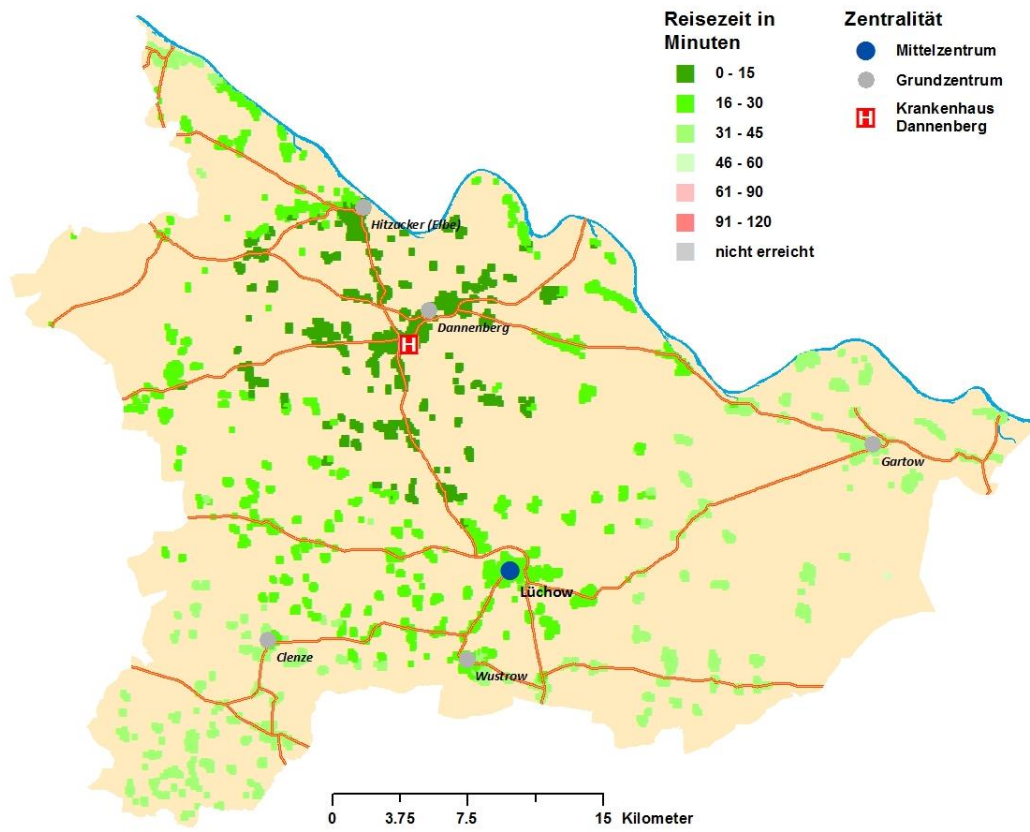 Reisezeit in
Minuten
0 - 15
16 - 30
31 - 45
46 - 60
61 - 90
91 - 120
nicht erreicht
Zentralität
Mittelzentrum
Grundzentrum
H
Krankenhaus
Dannenberg
Hitzacker (Elbe)
Dannenberg
H
Gartow
Lüchow
Clenze
Wustrow
0 3.75 7.5 15 Kilometer